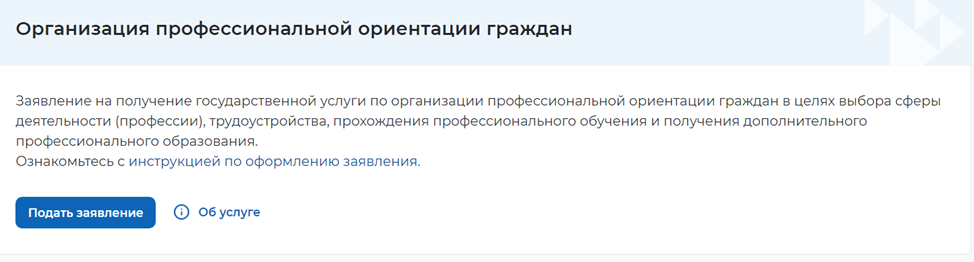 Организация профессиональной ориентации граждан
Заявление на получение государственной услуги по организации профессиональной ориентации граждан в целях выбора сферы
деятельности (профессии), трудоустройства, прохождения профессионального обучения и получения дополнительного
профессионального образования.
Ознакомьтесь с инструкцией по оформлению заявления.
Подать заявление
Об услуге